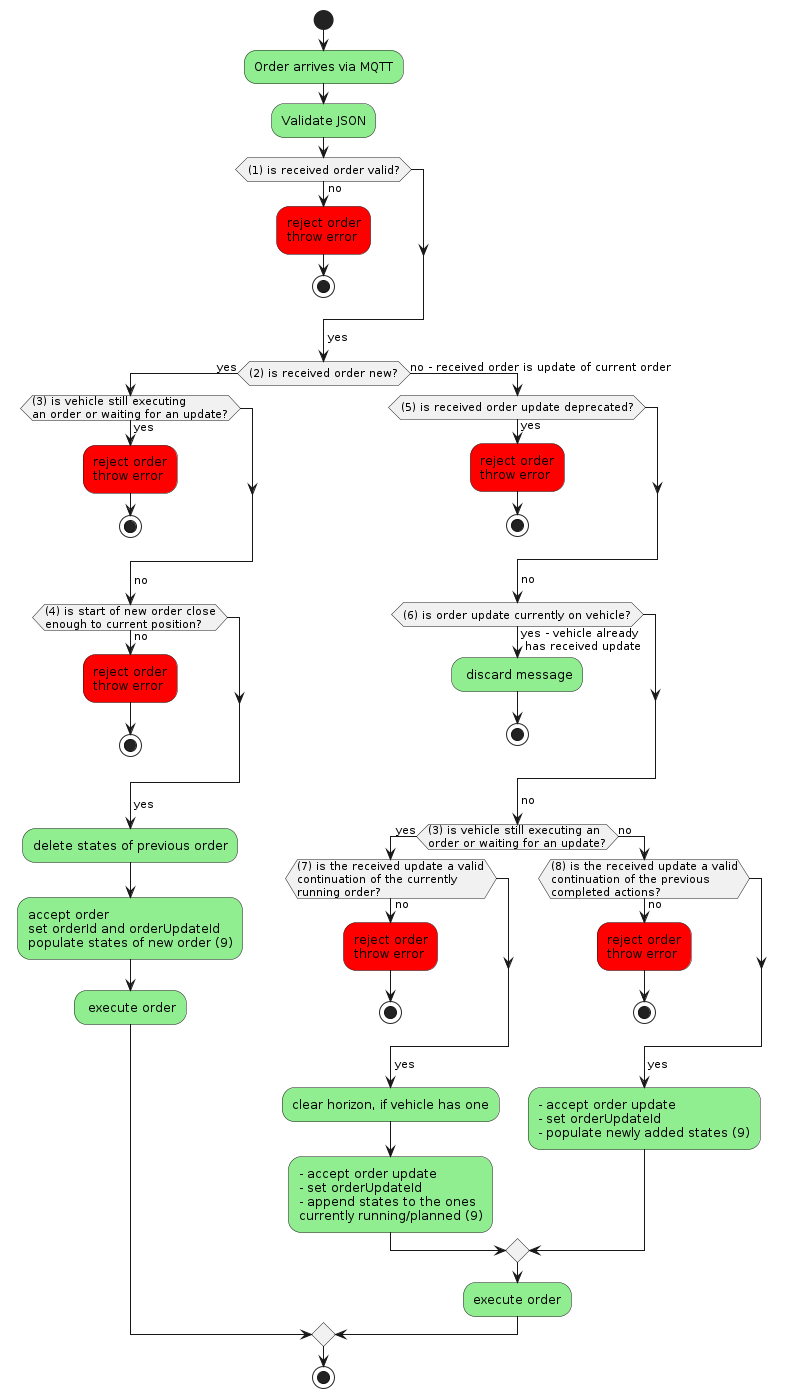 Order arrives via MQTT
Validate JSON
(1) is received order valid?
no
reject order
throw error
yes
(2) is received order new?
yes
no - received order is update of current order
(3) is vehicle still executing
an order or waiting for an update?
yes
reject order
throw error
no
(4) is start of new order close
enough to current position?
no
reject order
throw error
yes
delete states of previous order
accept order
set orderId and orderUpdateId
populate states of new order (9)
execute order
(5) is received order update deprecated?
yes
reject order
throw error
no
(6) is order update currently on vehicle?
yes - vehicle already
has received update
discard message
no
(3) is vehicle still executing an
order or waiting for an update?
yes
no
(7) is the received update a valid
continuation of the currently
running order?
no
reject order
throw error
yes
clear horizon, if vehicle has one
- accept order update
- set orderUpdateId
- append states to the ones
currently running/planned (9)
(8) is the received update a valid
continuation of the previous
completed actions?
no
reject order
throw error
yes
- accept order update
- set orderUpdateId
- populate newly added states (9)
execute order